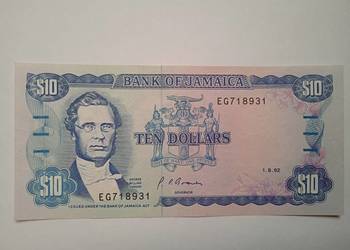 $10 BANK OF JAMAICA $10
EG718931
TEN DOLLARS
1.8.92
EG718931
GOVERNOR
$10 $10
ISSUED UNDER THE BANK OF JAMAICA ACT